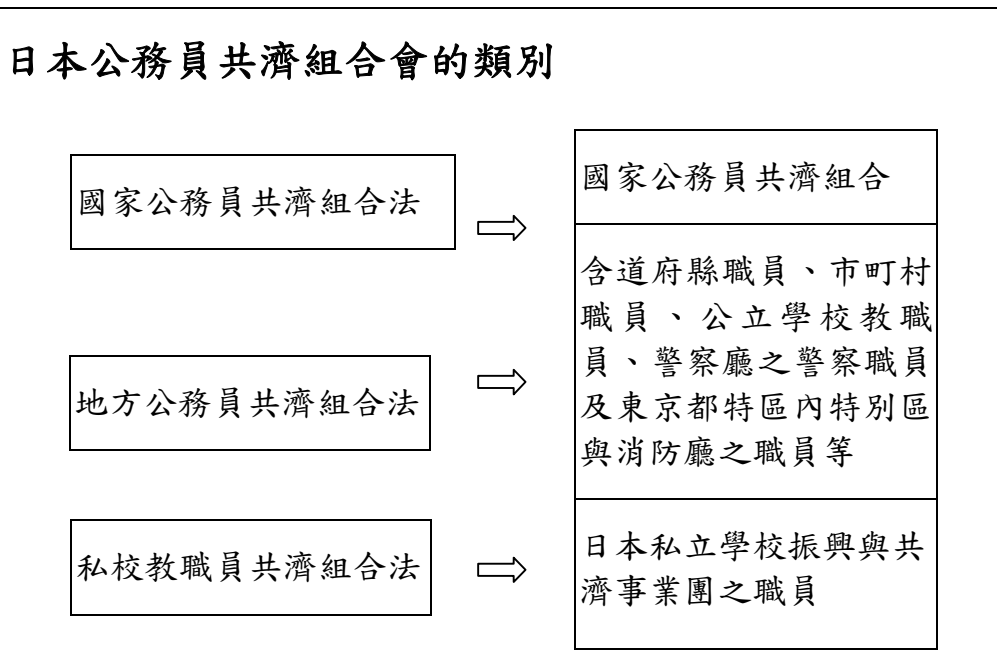 日本公務員共濟組合會的類別
國家公務員共濟組合法
國家公務員共濟組合
地方公務員共濟組合法
含道府縣職員、市町村
職員、公立學校教職
員、警察廳之警察職員
及東京都特區內特別區
與消防廳之職員等
私校教職員共濟組合法
日本私立學校振興與共
濟事業團之職員